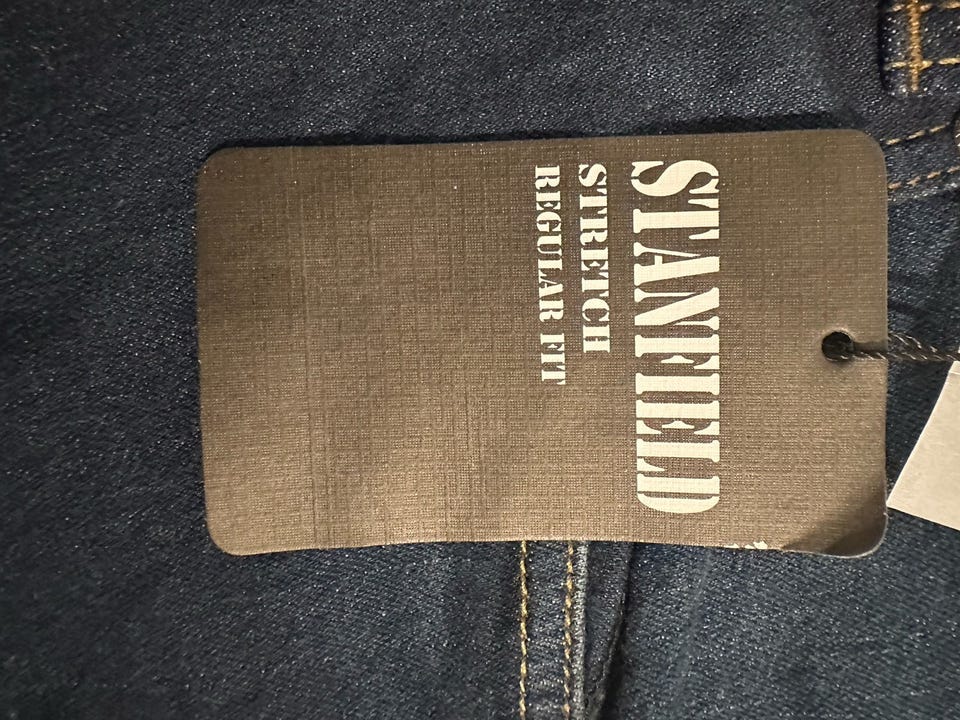 STANFIELD
STRETCH
REGULAR FIT